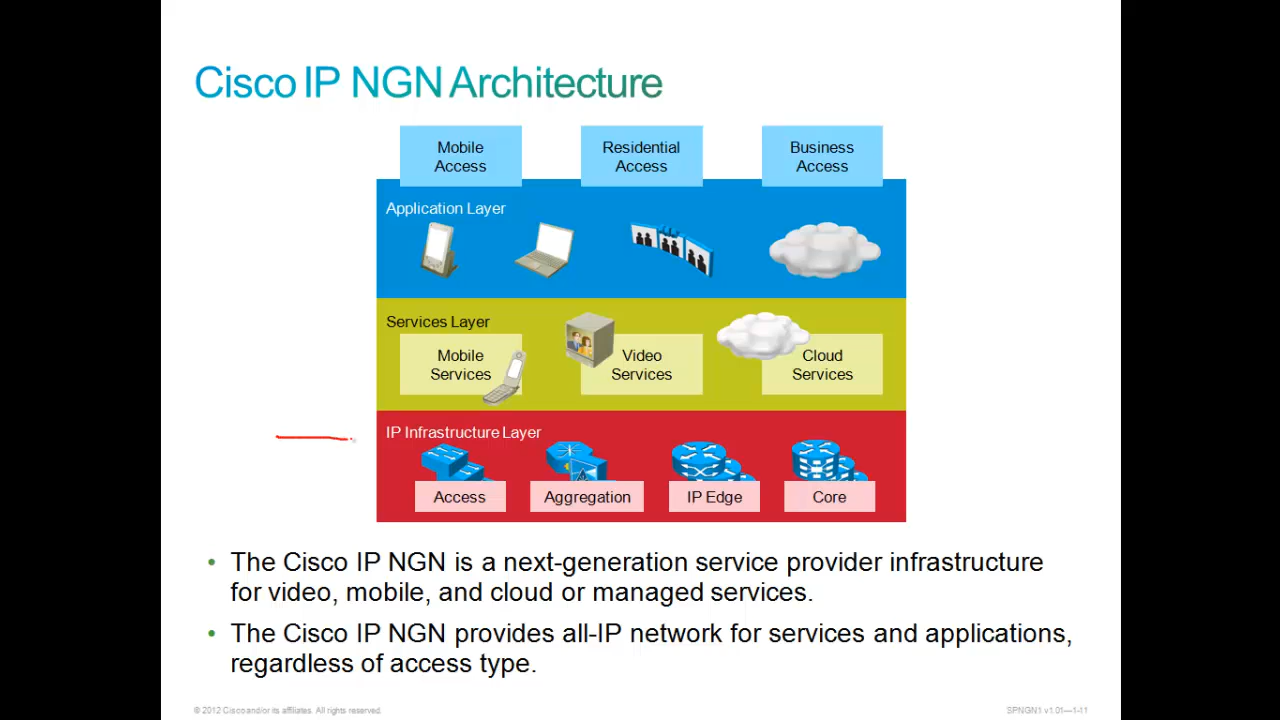 Cisco IP NGN Architecture
Mobile
Access
Residential
Access
Business
Access
Application Layer
Services Layer
Mobile
Services
Video
Services
Cloud
Services
IP Infrastructure Layer
Access
Aggregation
IP Edge
Core
• The Cisco IP NGN is a next-generation service provider infrastructure
for video, mobile, and cloud or managed services.
• The Cisco IP NGN provides all-IP network for services and applications,
regardless of access type.
© 2012 Cisco and/or its affiliates. All rights reserved.
SPNGN1 v1.01—1-11